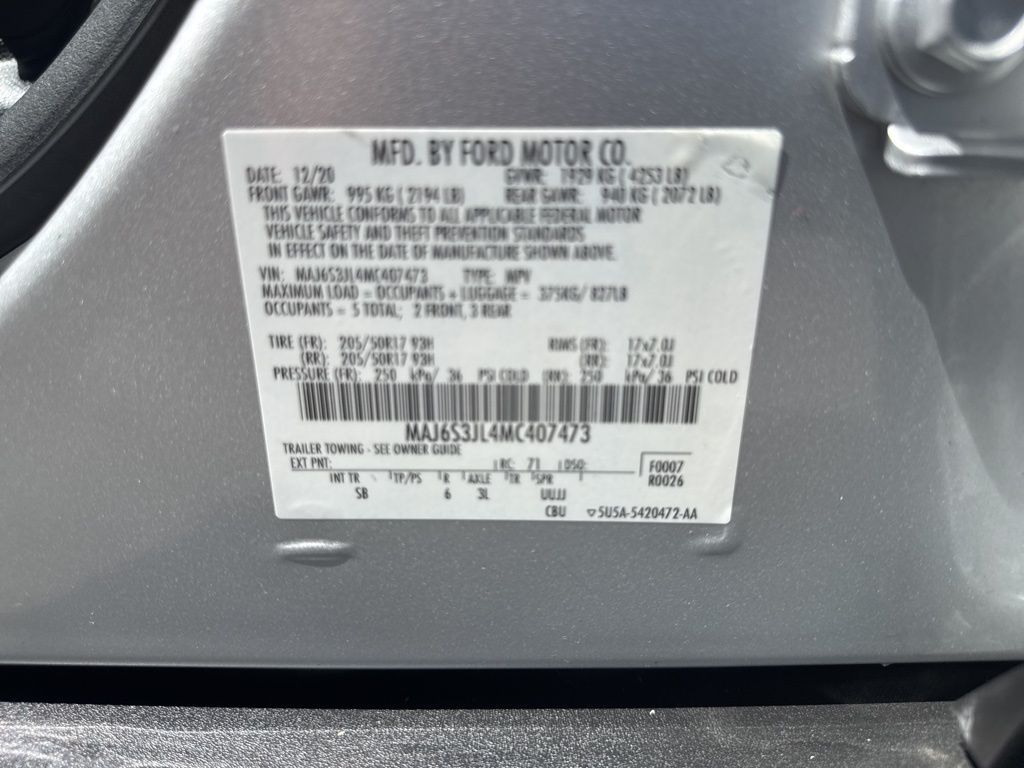 MFD. BY FORD MOTOR CO.
DATE: 12/20 GVWR: 1929 KG ( 4253 LB)
FRONT GAWR: 995 KG ( 2194 LB) REAR GAWR: 940 KG ( 2072 LB)
THIS VEHICLE CONFORMS TO ALL APPLICABLE FEDERAL MOTOR
VEHICLE SAFETY AND THEFT PREVENTION STANDARDS
IN EFFECT ON THE DATE OF MANUFACTURE SHOWN ABOVE.
VIN: MAJ6S3JL4MC407473 TYPE: MPV
MAXIMUM LOAD = OCCUPANTS + LUGGAGE = 375KG/ 827LB
OCCUPANTS = 5 TOTAL; 2 FRONT, 3 REAR
TIRE (FR): 205/50R17 93H RIMS (FR): 17x7.0J
(RR): 205/50R17 93H (RR): 17x7.0J
PRESSURE (FR): 250 kPa/ 36 PSI COLD (RR): 250 kPa/ 36 PSI COLD
MAJ6S3JL4MC407473
TRAILER TOWING - SEE OWNER GUIDE
EXT PNT: RC: 71 DSO: F0007
INT TR TP/PS R AXLE TR SPR R0026
SB 6 3L UUJJ
CBU ▽5U5A-5420472-AA